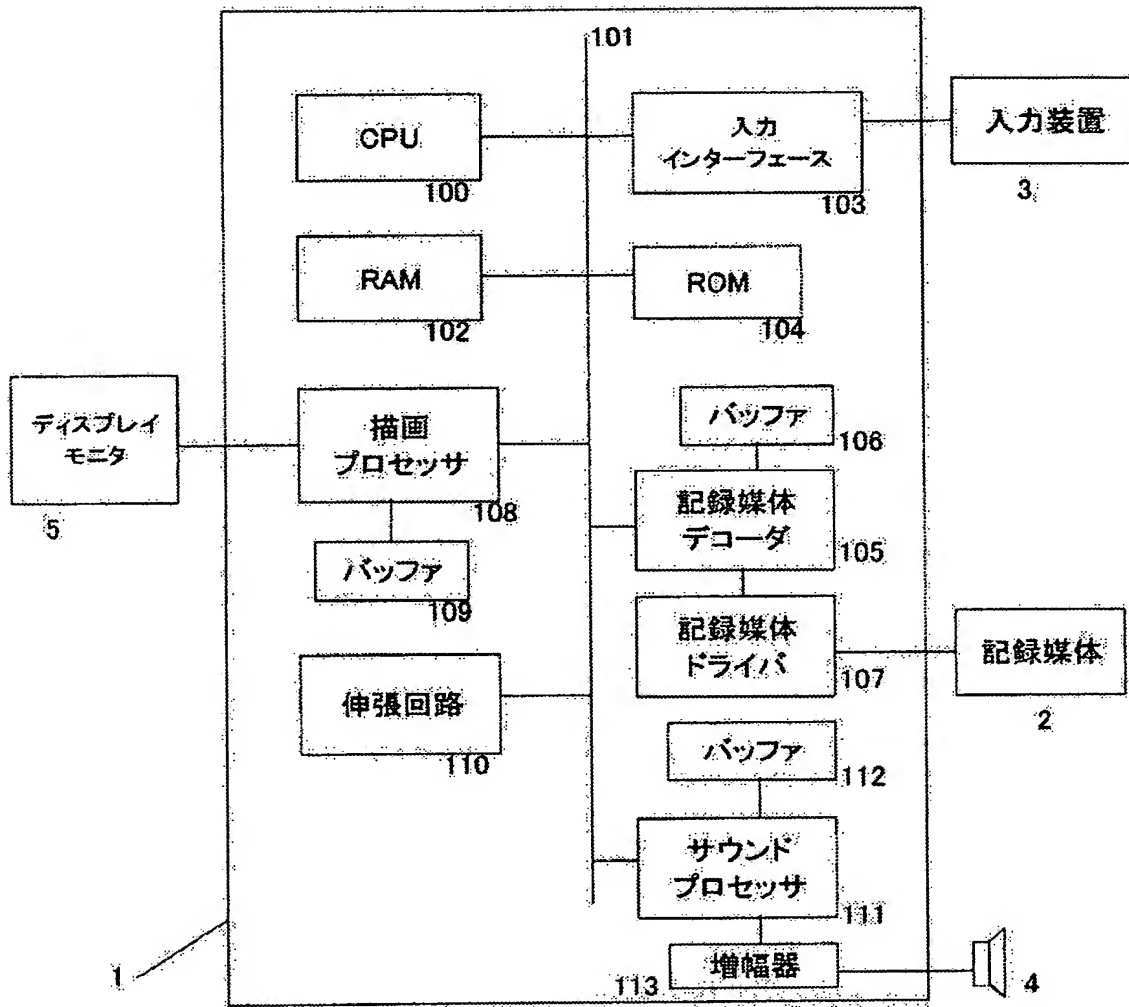 101
CPU
100
入力
インターフェース
103
入力装置
3
RAM
102
ROM
104
ディスプレイ
モニタ
5
描画
プロセッサ
108
バッファ
109
バッファ
106
記録媒体
デコーダ
105
記録媒体
ドライバ
107
記録媒体
2
伸張回路
110
バッファ
112
サウンド
プロセッサ
111
増幅器
113
4
1